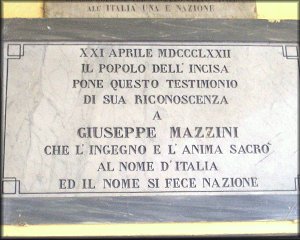 ALL' ITALIA UNA E NAZIONE
XXI APRILE MDCCCLXXII
IL POPOLO DELL'INCISA
PONE QUESTO TESTIMONIO
DI SUA RICONOSCENZA
A
GIUSEPPE MAZZINI
CHE L'INGEGNO E L'ANIMA SACRÒ
AL NOME D'ITALIA
ED IL NOME SI FECE NAZIONE